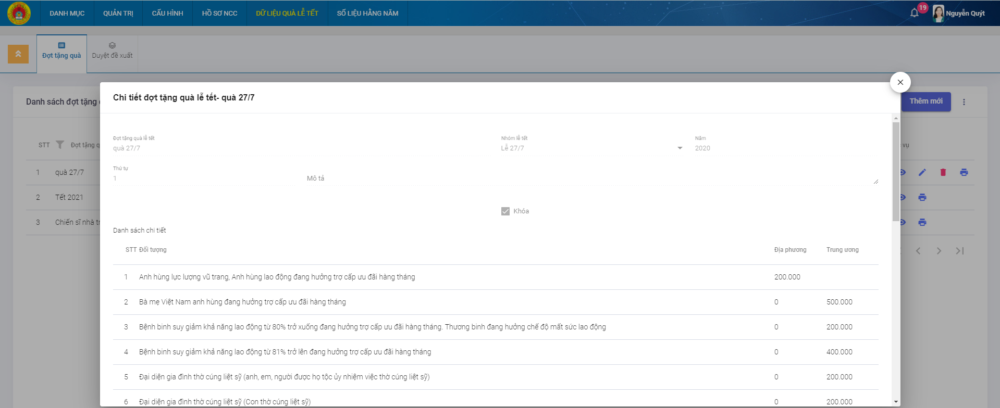 DANH MỤC QUẢN TRỊ CẤU HÌNH HỒ SƠ NCC DỮ LIỆU QUÀ LỄ TẾT SỐ LIỆU HẰNG NĂM 19 Nguyễn Quýt
Đợt tặng quà Duyệt đề xuất
Danh sách đợt tặng Thêm mới
Chi tiết đợt tặng quà lễ tết- quà 27/7
Đợt tặng quà lễ tết Nhóm lễ tết Năm
quà 27/7 Lễ 27/7 2020
STT Đợt tặng q vụ
Thứ tự
1 Mô tả
1 quà 27/7
2 Tết 2021
3 Chiến sĩ nhà tr
Khóa
Danh sách chi tiết
STT Đối tượng Địa phương Trung ương
1 Anh hùng lực lượng vũ trang, Anh hùng lao động đang hưởng trợ cấp ưu đãi hàng tháng 200.000
2 Bà mẹ Việt Nam anh hùng đang hưởng trợ cấp ưu đãi hàng tháng 0 500.000
3 Bệnh binh suy giảm khả năng lao động từ 80% trở xuống đang hưởng trợ cấp ưu đãi hàng tháng. Thương binh đang hưởng chế độ mất sức lao động 0 200.000
4 Bệnh binh suy giảm khả năng lao động từ 81% trở lên đang hưởng trợ cấp ưu đãi hàng tháng 0 400.000
5 Đại diện gia đình thờ cúng liệt sỹ (anh, em, người được họ tộc ủy nhiệm việc thờ cúng liệt sỹ) 0 200.000
6 Đại diện gia đình thờ cúng liệt sỹ (Con thờ cúng liệt sỹ) 0 200.000